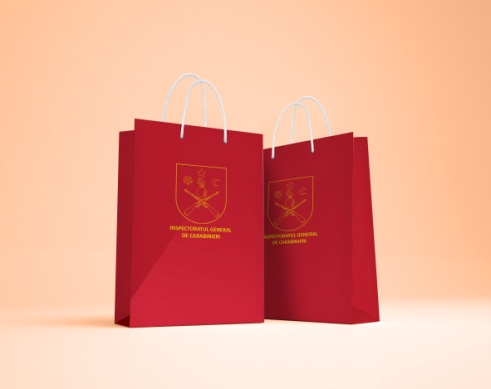 INSPECTORATUL GENERAL
DE CARABINIERI
INSPECTORATUL GENERAL
DE CARABINIERI